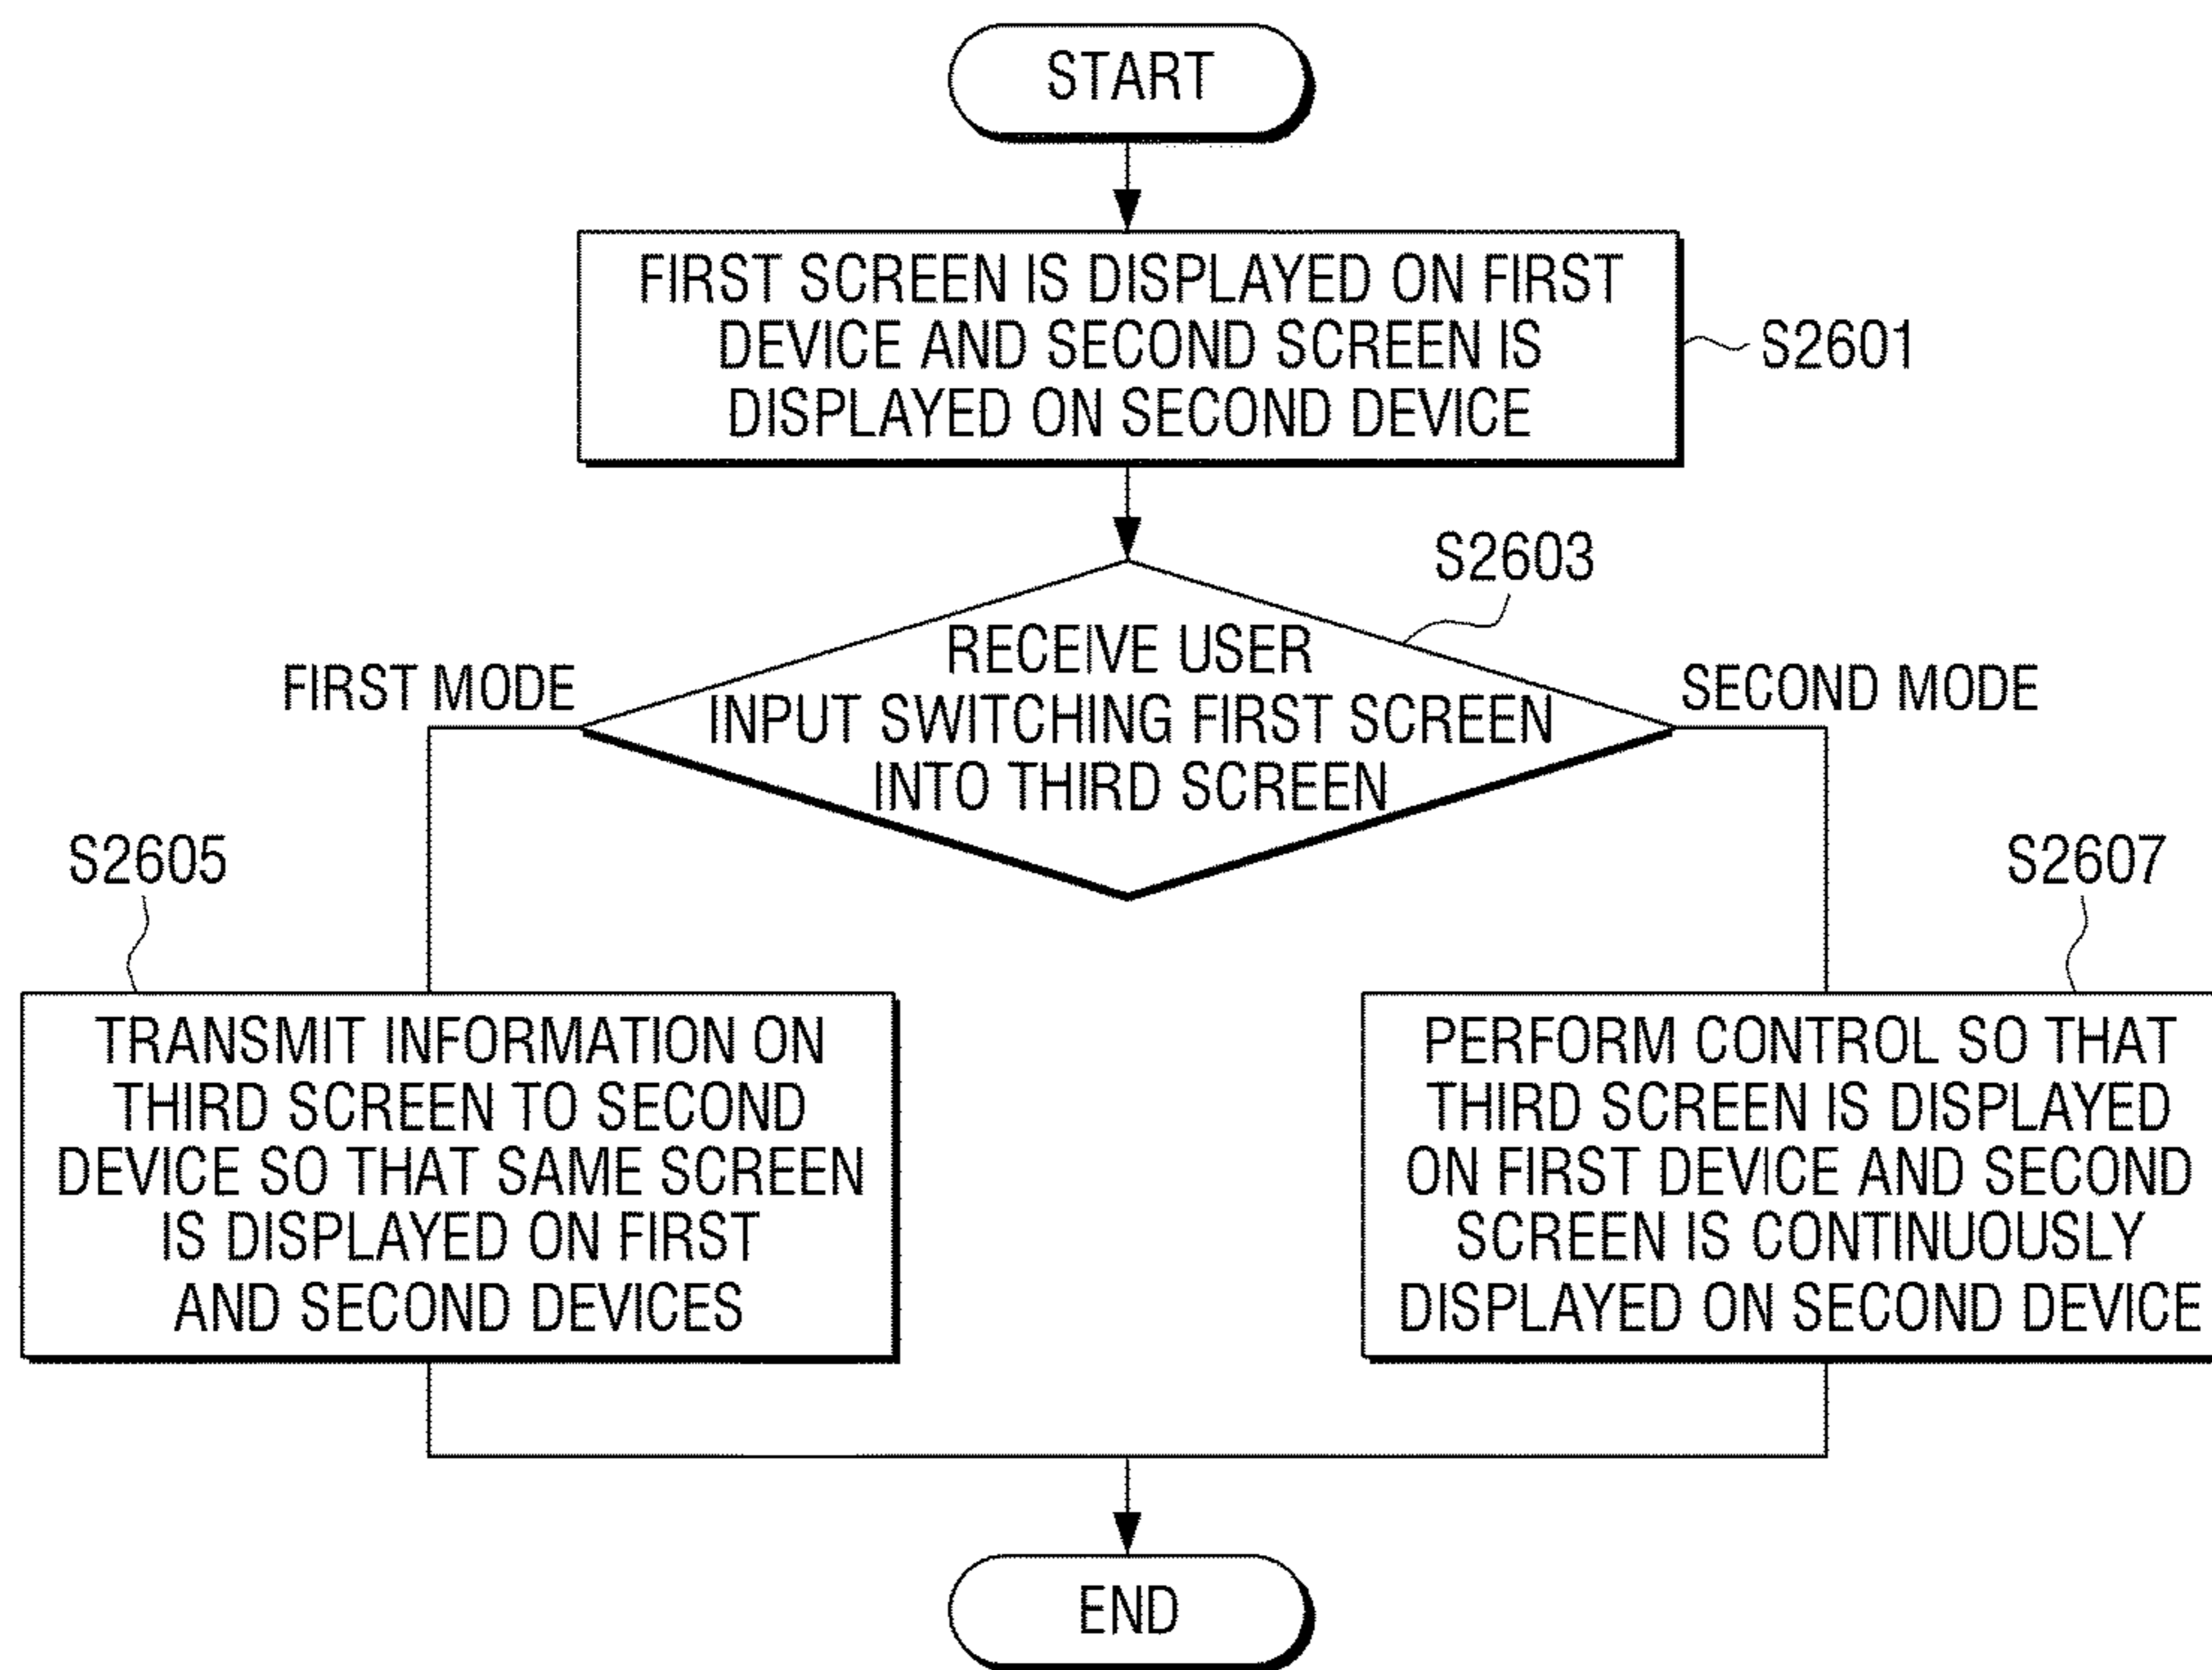 START
FIRST SCREEN IS DISPLAYED ON FIRST
DEVICE AND SECOND SCREEN IS
DISPLAYED ON SECOND DEVICE
S2601
S2603
RECEIVE USER
INPUT SWITCHING FIRST SCREEN
INTO THIRD SCREEN
FIRST MODE
SECOND MODE
S2605
TRANSMIT INFORMATION ON
THIRD SCREEN TO SECOND
DEVICE SO THAT SAME SCREEN
IS DISPLAYED ON FIRST
AND SECOND DEVICES
S2607
PERFORM CONTROL SO THAT
THIRD SCREEN IS DISPLAYED
ON FIRST DEVICE AND SECOND
SCREEN IS CONTINUOUSLY
DISPLAYED ON SECOND DEVICE
END